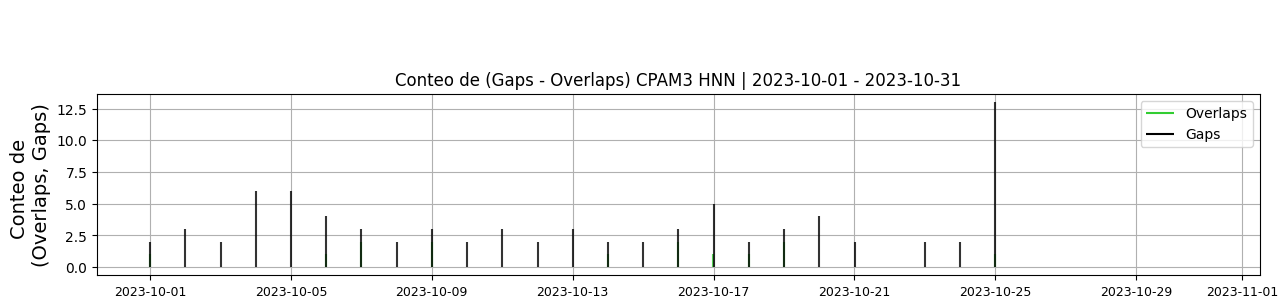 Conteo de (Gaps - Overlaps) CPAM3 HNN | 2023-10-01 - 2023-10-31
Conteo de
(Overlaps, Gaps)
12.5
10.0
7.5
5.0
2.5
0.0
Overlaps
Gaps
2023-10-01 2023-10-05 2023-10-09 2023-10-13 2023-10-17 2023-10-21 2023-10-25 2023-10-29 2023-11-01